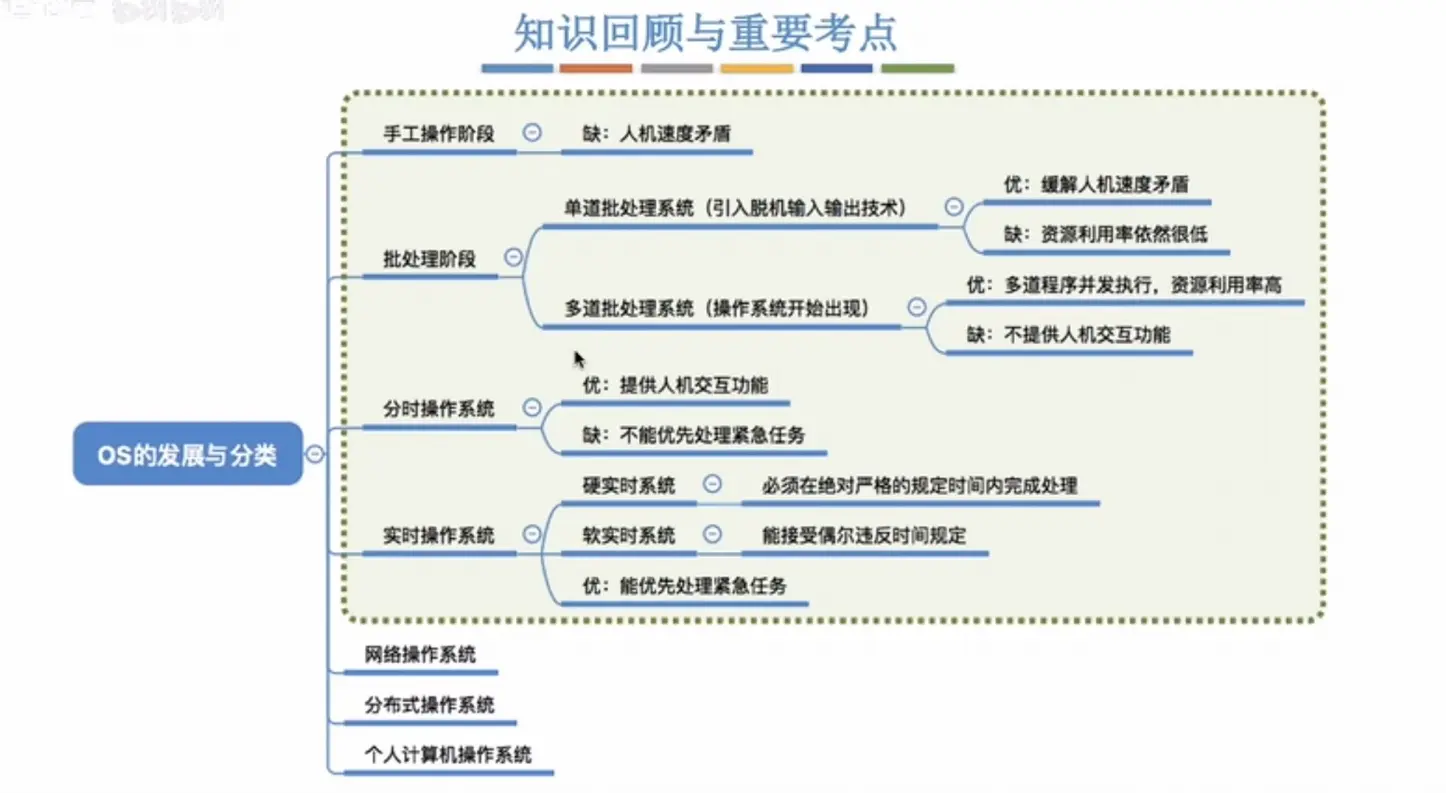 知识回顾与重要考点
手工操作阶段
缺：人机速度矛盾
批处理阶段
单道批处理系统（引入脱机输入输出技术）
优：缓解人机速度矛盾
缺：资源利用率依然很低
多道批处理系统（操作系统开始出现）
优：多道程序并发执行，资源利用率高
缺：不提供人机交互功能
OS的发展与分类
分时操作系统
优：提供人机交互功能
缺：不能优先处理紧急任务
实时操作系统
硬实时系统
必须在绝对严格的规定时间内完成处理
软实时系统
能接受偶尔违反时间规定
优：能优先处理紧急任务
网络操作系统
分布式操作系统
个人计算机操作系统